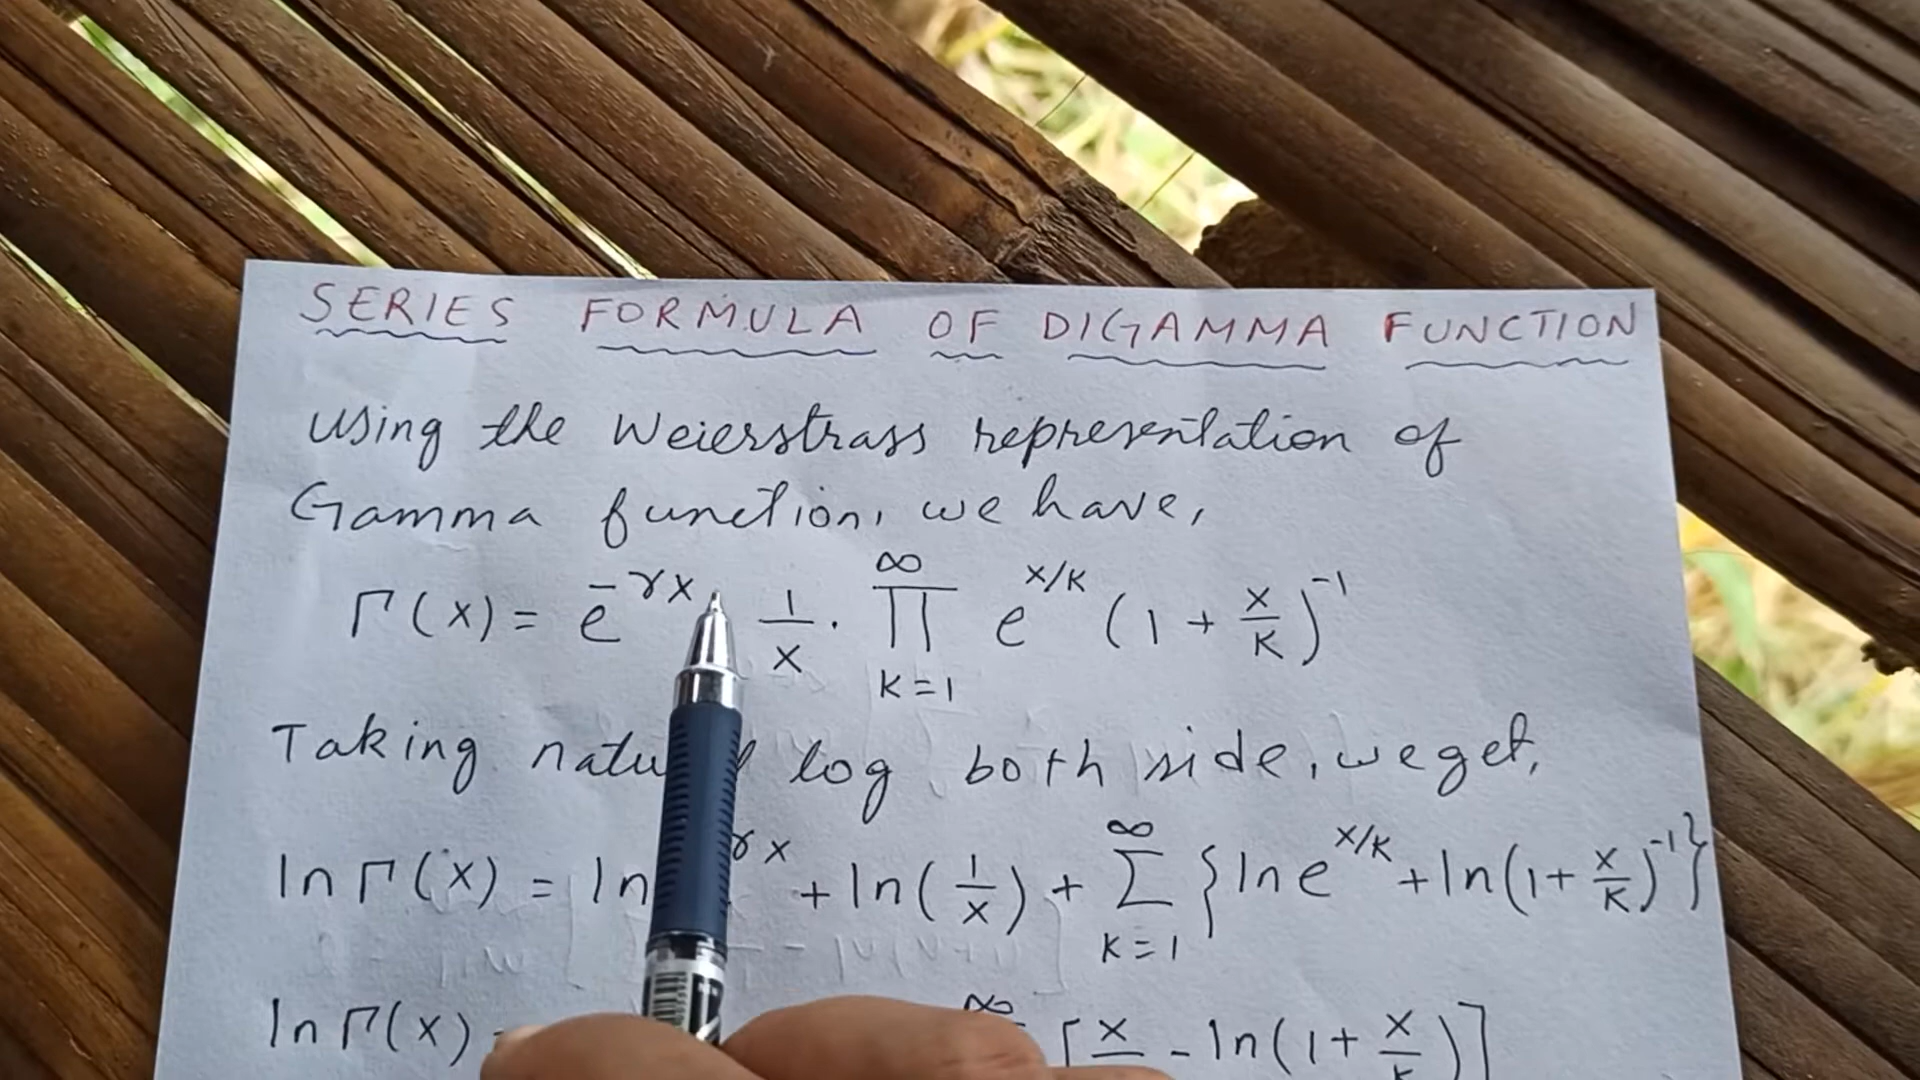 SERIES FORMULA OF DIGAMMA FUNCTION
Using the Weierstrass representation of
Gamma function, we have,
Γ(x) = e^{-γx} 1/x . ∏_{k=1}^{∞} e^{x/k} (1 + x/k)^{-1}
Taking log both side, we get,
ln Γ(x) = ln γx + ln(1/x) + ∑_{k=1}^{∞} {ln e^{x/k} + ln(1 + x/k)^{-1}}
ln Γ(x) ∞ [x - ln(1 + x/k)]